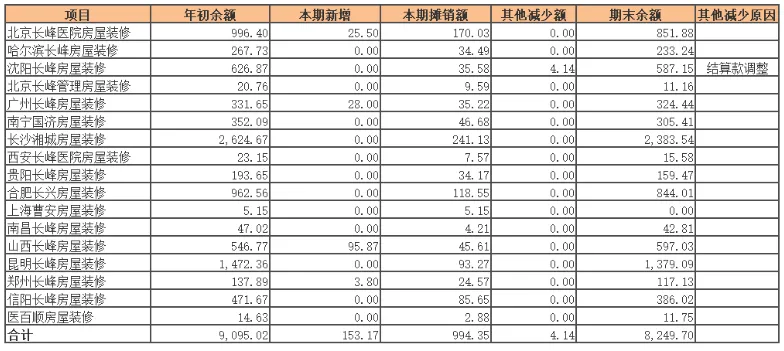 项目 年初余额 本期新增 本期摊销额 其他减少额 期末余额 其他减少原因
北京长峰医院房屋装修 996.40 25.50 170.03 0.00 851.88
哈尔滨长峰房屋装修 267.73 0.00 34.49 0.00 233.24
沈阳长峰房屋装修 626.87 0.00 35.58 4.14 587.15 结算款调整
北京长峰管理房屋装修 20.76 0.00 9.59 0.00 11.16
广州长峰房屋装修 331.65 28.00 35.22 0.00 324.44
南宁国济房屋装修 352.09 0.00 46.68 0.00 305.41
长沙湘城房屋装修 2,624.67 0.00 241.13 0.00 2,383.54
西安长峰医院房屋装修 23.15 0.00 7.57 0.00 15.58
贵阳长峰房屋装修 193.65 0.00 34.17 0.00 159.47
合肥长兴房屋装修 962.56 0.00 118.55 0.00 844.01
上海曹安房屋装修 5.15 0.00 5.15 0.00 0.00
南昌长峰房屋装修 47.02 0.00 4.21 0.00 42.81
山西长峰房屋装修 546.77 95.87 45.61 0.00 597.03
昆明长峰房屋装修 1,472.36 0.00 93.27 0.00 1,379.09
郑州长峰房屋装修 137.89 3.80 24.57 0.00 117.13
信阳长峰房屋装修 471.67 0.00 85.65 0.00 386.02
医百顺房屋装修 14.63 0.00 2.88 0.00 11.75
合计 9,095.02 153.17 994.35 4.14 8,249.70